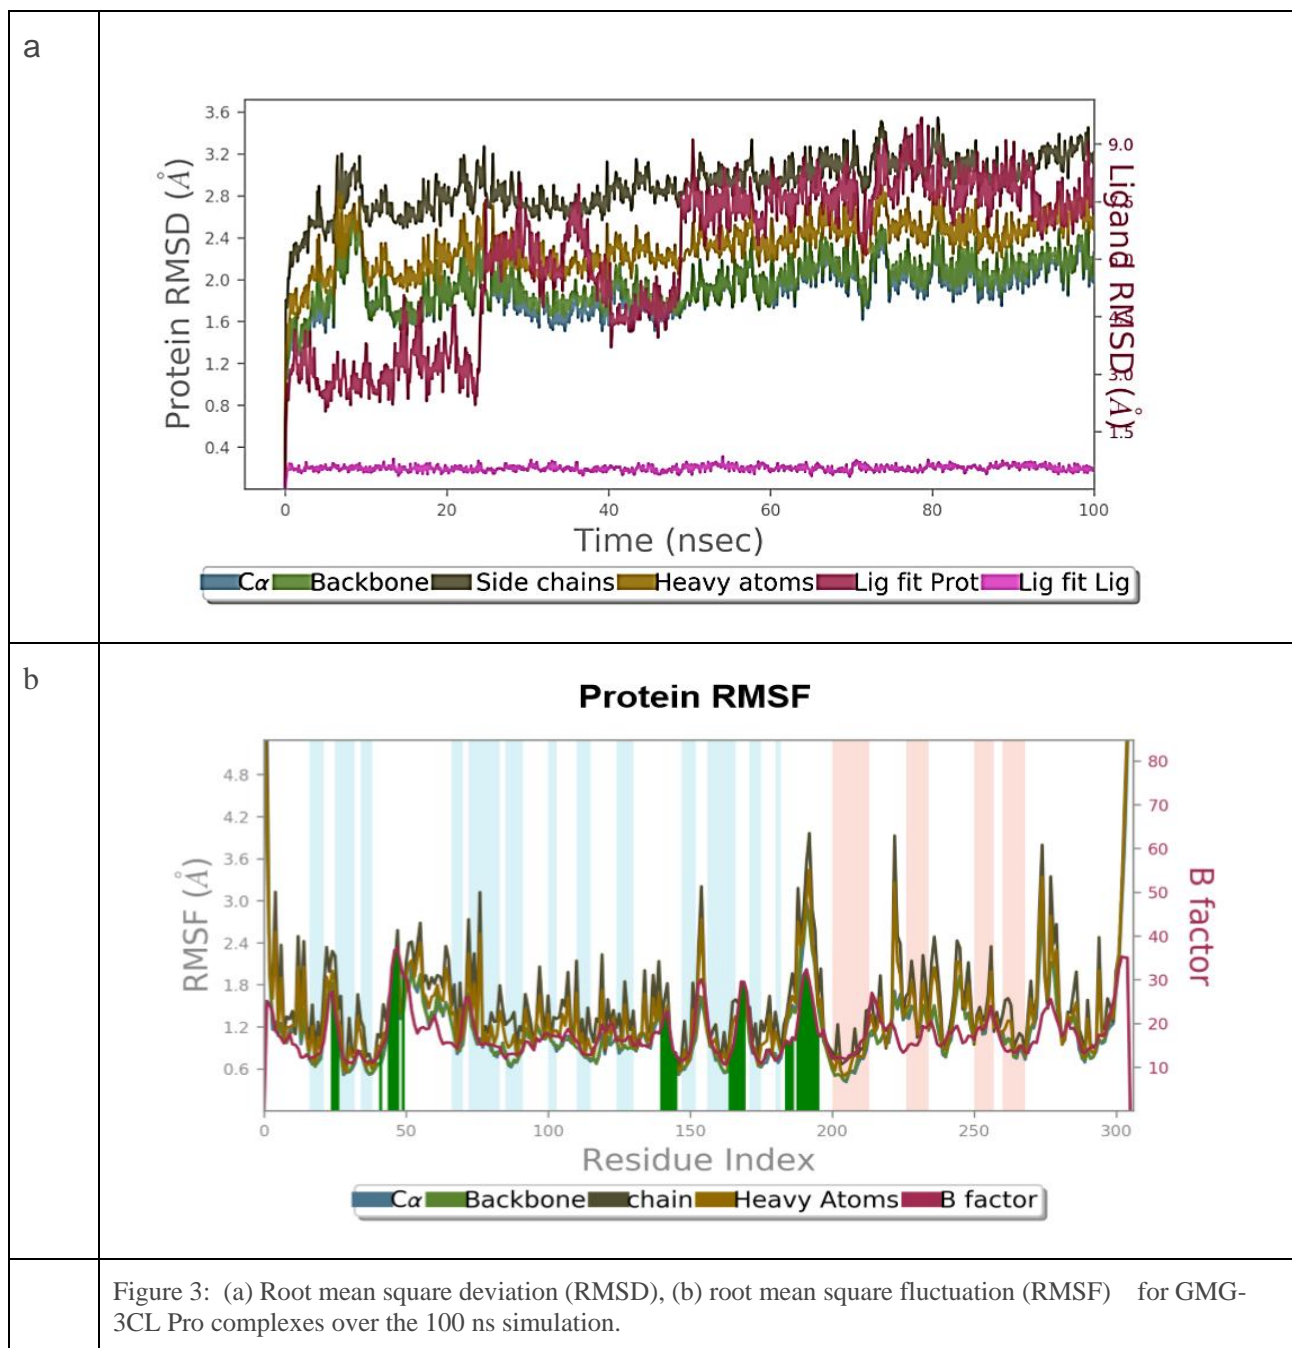 a
3.6
3.2
2.8
2.4
2.0
1.6
1.2
0.8
0.4
Protein RMSD (Å)
9.0
3.0
1.5
Ligand RMSD (Å)
0 20 40 60 80 100
Time (nsec)
Cα Backbone Side chains Heavy atoms Lig fit Prot Lig fit Lig
b
Protein RMSF
4.8
4.2
3.6
3.0
2.4
1.8
1.2
0.6
RMSF (Å)
80
70
60
50
40
30
20
10
B factor
0 50 100 150 200 250 300
Residue Index
Cα Backbone chain Heavy Atoms B factor
Figure 3: (a) Root mean square deviation (RMSD), (b) root mean square fluctuation (RMSF) for GMG-
3CL Pro complexes over the 100 ns simulation.